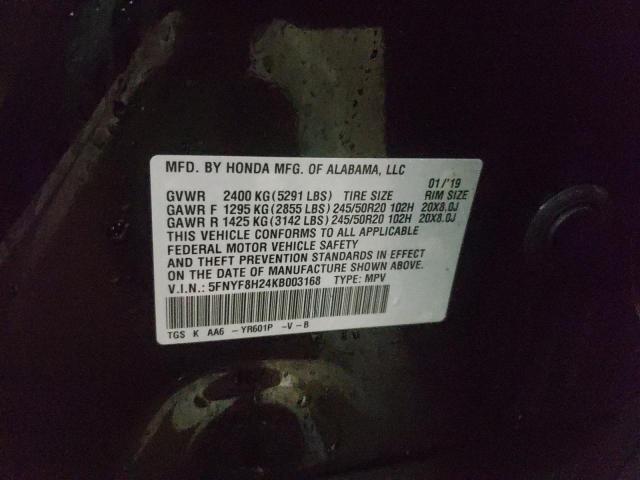 MFD. BY HONDA MFG. OF ALABAMA, LLC
01/'19
GVWR 2400 KG (5291 LBS) TIRE SIZE RIM SIZE
GAWR F 1295 KG (2855 LBS) 245/50R20 102H 20X8.0J
GAWR R 1425 KG (3142 LBS) 245/50R20 102H 20X8.0J
THIS VEHICLE CONFORMS TO ALL APPLICABLE
FEDERAL MOTOR VEHICLE SAFETY
AND THEFT PREVENTION STANDARDS IN EFFECT
ON THE DATE OF MANUFACTURE SHOWN ABOVE.
V.I.N.: 5FNYF8H24KB003168 TYPE: MPV
TGS K AA6 -YR601P -V-B